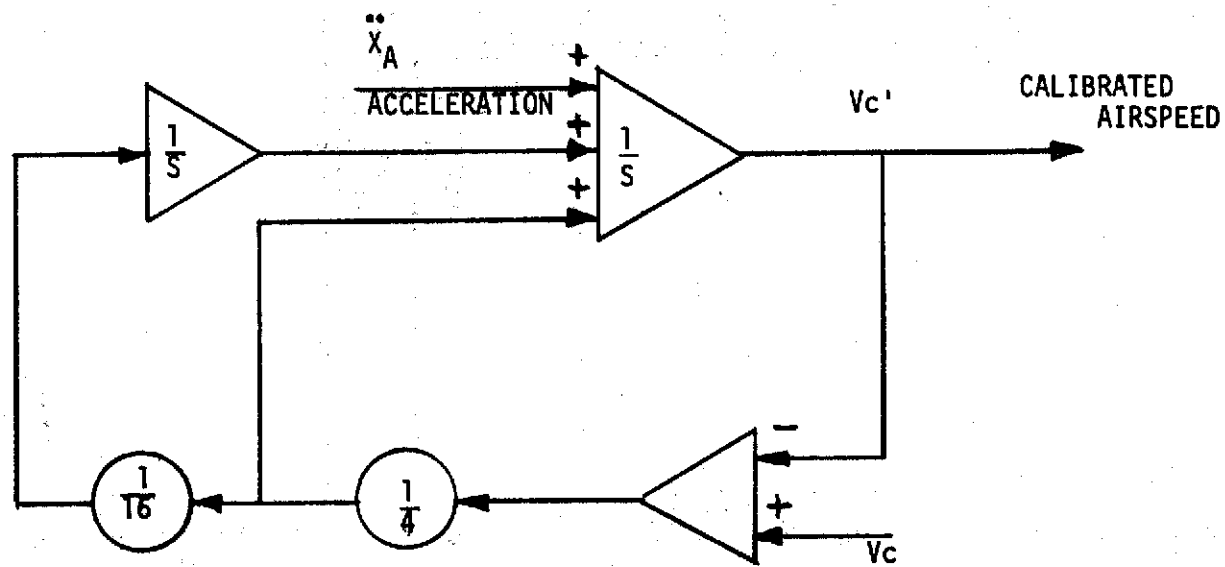 Ẍ_A
ACCELERATION
+
+
+
1/S
1/S
Vc'
CALIBRATED
AIRSPEED
1/16
1/4
−
+
Vc